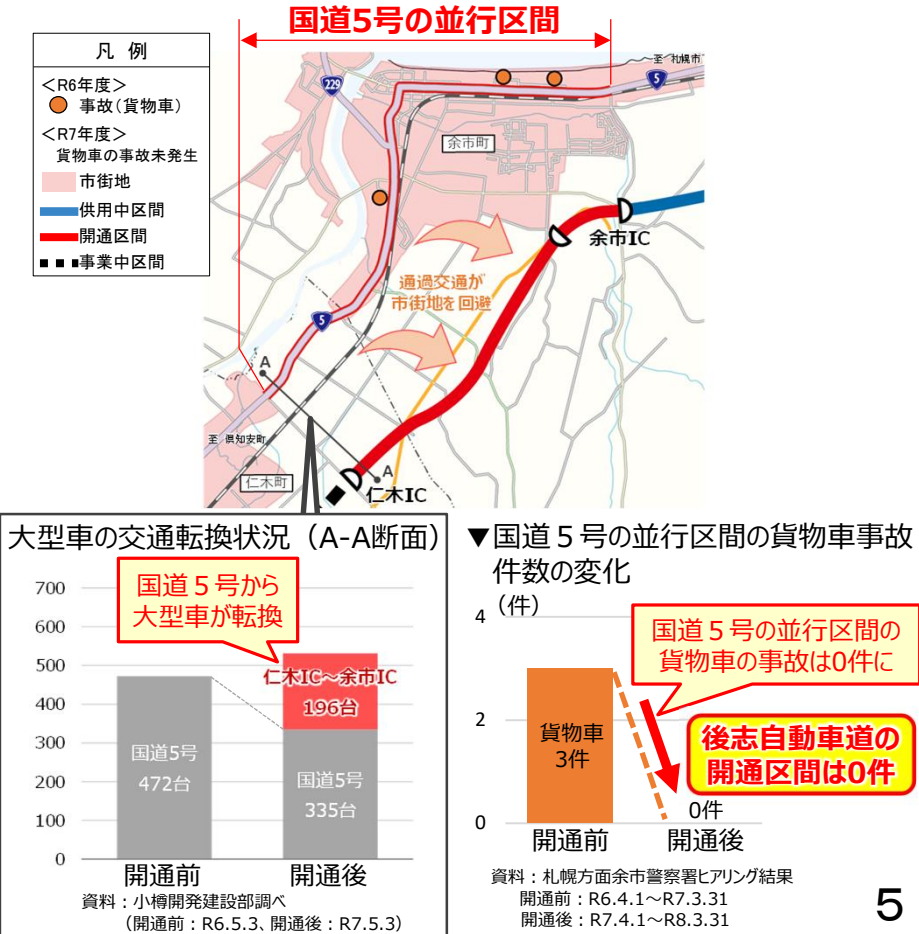 国道5号の並行区間
凡 例
＜R6年度＞
事故(貨物車)
＜R7年度＞
貨物車の事故未発生
市街地
供用中区間
開通区間
事業中区間
至 札幌市
229
5
余市町
余市IC
通過交通が
市街地を回避
5
A
至 倶知安町
仁木町
A
仁木IC
大型車の交通転換状況（A-A断面）
国道５号から
大型車が転換
700
600
500
400
300
200
100
0
仁木IC～余市IC
196台
国道5号
472台
国道5号
335台
開通前
開通後
資料：小樽開発建設部調べ
（開通前：R6.5.3、開通後：R7.5.3）
▼国道５号の並行区間の貨物車事故
件数の変化
（件）
4
2
0
国道５号の並行区間の
貨物車の事故は0件に
後志自動車道の
開通区間は0件
貨物車
3件
0件
開通前
開通後
資料：札幌方面余市警察署ヒアリング結果
開通前：R6.4.1～R7.3.31
開通後：R7.4.1～R8.3.31
5